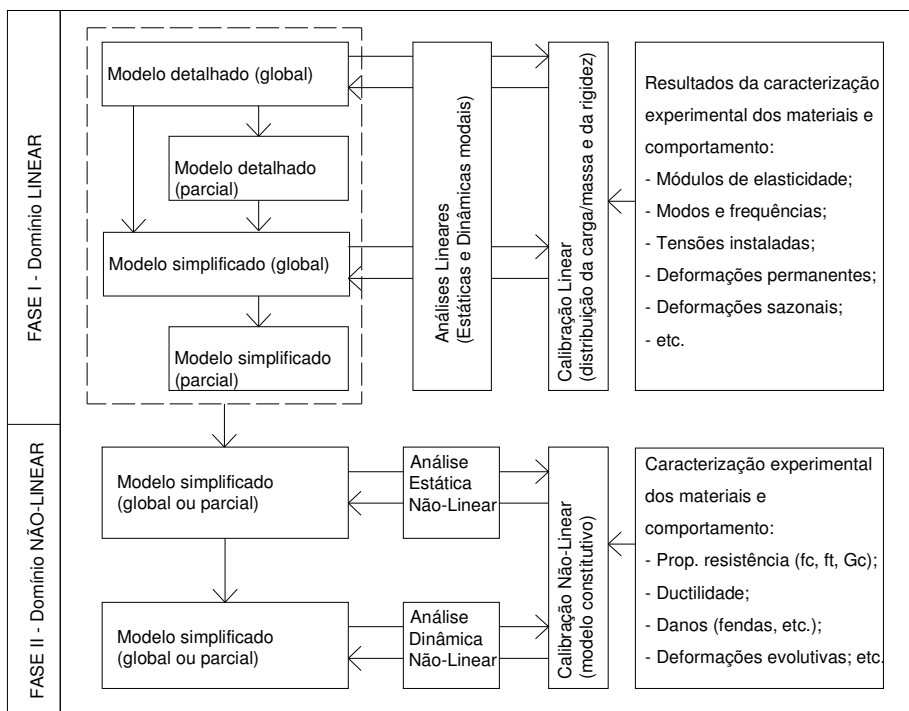 FASE I - Domínio LINEAR
Modelo detalhado (global)
Modelo detalhado
(parcial)
Modelo simplificado (global)
Modelo simplificado
(parcial)
Análises Lineares
(Estáticas e Dinâmicas modais)
Calibração Linear
(distribuição da carga/massa e da rigidez)
Resultados da caracterização
experimental dos materiais e
comportamento:
- Módulos de elasticidade;
- Modos e frequências;
- Tensões instaladas;
- Deformações permanentes;
- Deformações sazonais;
- etc.
FASE II - Domínio NÃO-LINEAR
Modelo simplificado
(global ou parcial)
Análise
Estática
Não-Linear
Modelo simplificado
(global ou parcial)
Análise
Dinâmica
Não-Linear
Calibração Não-Linear
(modelo constitutivo)
Caracterização experimental
dos materiais e
comportamento:
- Prop. resistência (fc, ft, Gc);
- Ductilidade;
- Danos (fendas, etc.);
- Deformações evolutivas; etc.